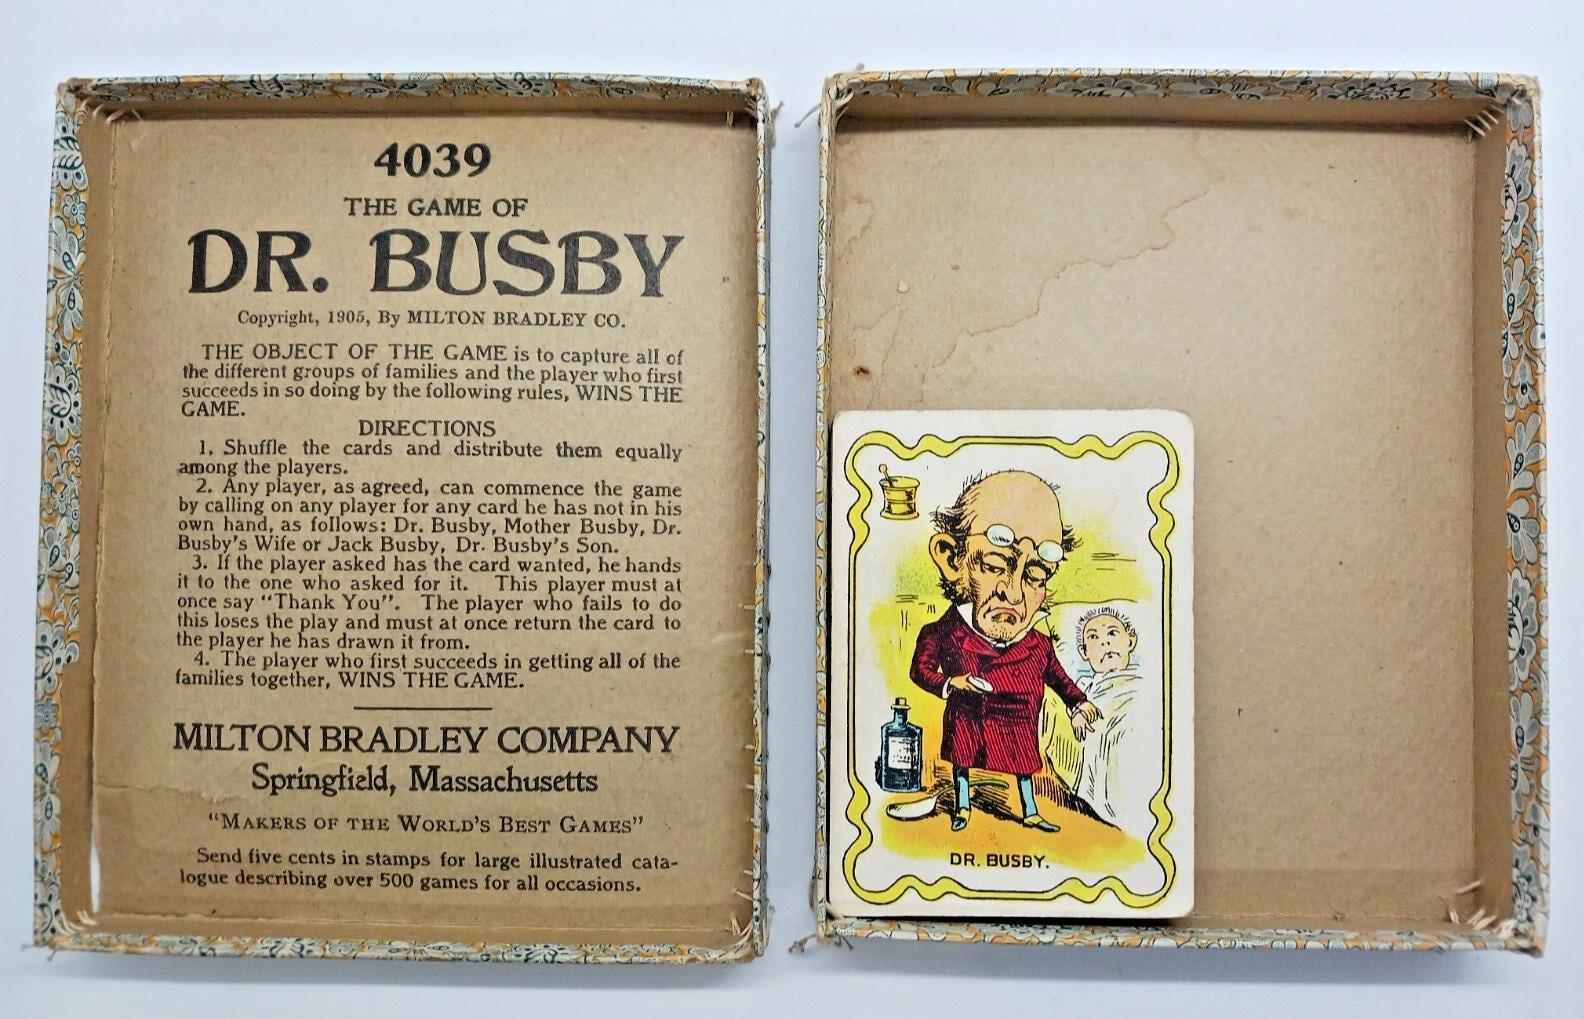 4039
THE GAME OF
DR. BUSBY
Copyright, 1905, By MILTON BRADLEY CO.
THE OBJECT OF THE GAME is to capture all of
the different groups of families and the player who first
succeeds in so doing by the following rules, WINS THE
GAME.
DIRECTIONS
1. Shuffle the cards and distribute them equally
among the players.
2. Any player, as agreed, can commence the game
by calling on any player for any card he has not in his
own hand, as follows: Dr. Busby, Mother Busby, Dr.
Busby's Wife or Jack Busby, Dr. Busby's Son.
3. If the player asked has the card wanted, he hands
it to the one who asked for it. This player must at
once say "Thank You". The player who fails to do
this loses the play and must at once return the card to
the player he has drawn it from.
4. The player who first succeeds in getting all of the
families together, WINS THE GAME.
MILTON BRADLEY COMPANY
Springfield, Massachusetts
"MAKERS OF THE WORLD'S BEST GAMES"
Send five cents in stamps for large illustrated cata-
logue describing over 500 games for all occasions.
DR. BUSBY.